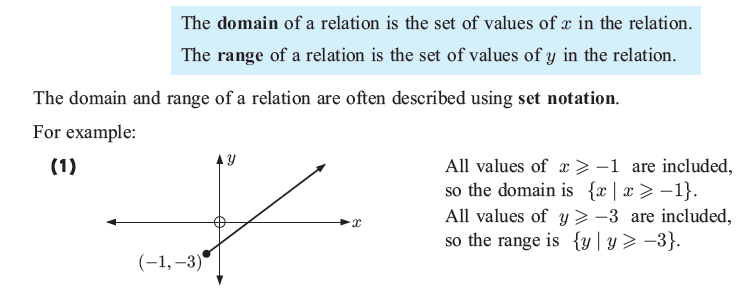 The domain of a relation is the set of values of x in the relation.
The range of a relation is the set of values of y in the relation.
The domain and range of a relation are often described using set notation.
For example:
(1)
y
x
(−1, −3)
All values of x ⩾ −1 are included,
so the domain is {x | x ⩾ −1}.
All values of y ⩾ −3 are included,
so the range is {y | y ⩾ −3}.